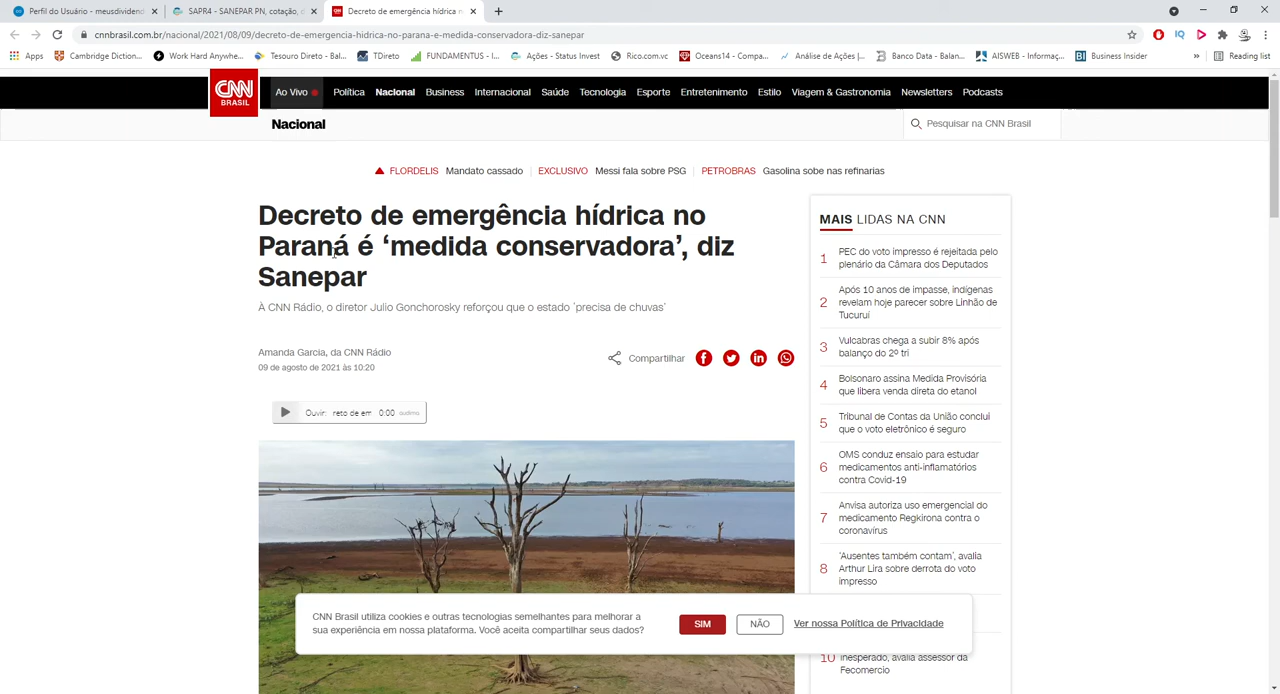 Perfil do Usuário - meusdividend
SAPR4 - SANEPAR PN, cotação, d
Decreto de emergência hídrica n
cnnbrasil.com.br/nacional/2021/08/09/decreto-de-emergencia-hidrica-no-parana-e-medida-conservadora-diz-sanepar
Apps Cambridge Diction... Work Hard Anywhe... Tesouro Direto - Bal... TDireto FUNDAMENTUS - I... Ações - Status Invest Rico.com.vc Oceans14 - Compa... Análise de Ações |... Banco Data - Balan... AISWEB - Informaç... Business Insider » Reading list
CNN BRASIL
Ao Vivo Política Nacional Business Internacional Saúde Tecnologia Esporte Entretenimento Estilo Viagem & Gastronomia Newsletters Podcasts
Nacional
Pesquisar na CNN Brasil
FLORDELIS Mandato cassado EXCLUSIVO Messi fala sobre PSG PETROBRAS Gasolina sobe nas refinarias
Decreto de emergência hídrica no
Paraná é ‘medida conservadora’, diz
Sanepar
À CNN Rádio, o diretor Julio Gonchorosky reforçou que o estado ‘precisa de chuvas’
Amanda Garcia, da CNN Rádio
09 de agosto de 2021 às 10:20
Compartilhar
Ouvir: reto de em 0:00 audima
MAIS LIDAS NA CNN
1 PEC do voto impresso é rejeitada pelo
plenário da Câmara dos Deputados
2 Após 10 anos de impasse, indígenas
revelam hoje parecer sobre Linhão de
Tucuruí
3 Vulcabras chega a subir 8% após
balanço do 2º tri
4 Bolsonaro assina Medida Provisória
que libera venda direta do etanol
5 Tribunal de Contas da União conclui
que o voto eletrônico é seguro
6 OMS conduz ensaio para estudar
medicamentos anti-inflamatórios
contra Covid-19
7 Anvisa autoriza uso emergencial do
medicamento Regkirona contra o
coronavírus
8 'Ausentes também contam', avalia
Arthur Lira sobre derrota do voto
impresso
10 inesperado, avalia assessor da
Fecomercio
CNN Brasil utiliza cookies e outras tecnologias semelhantes para melhorar a
sua experiência em nossa plataforma. Você aceita compartilhar seus dados?
SIM
NÃO
Ver nossa Política de Privacidade